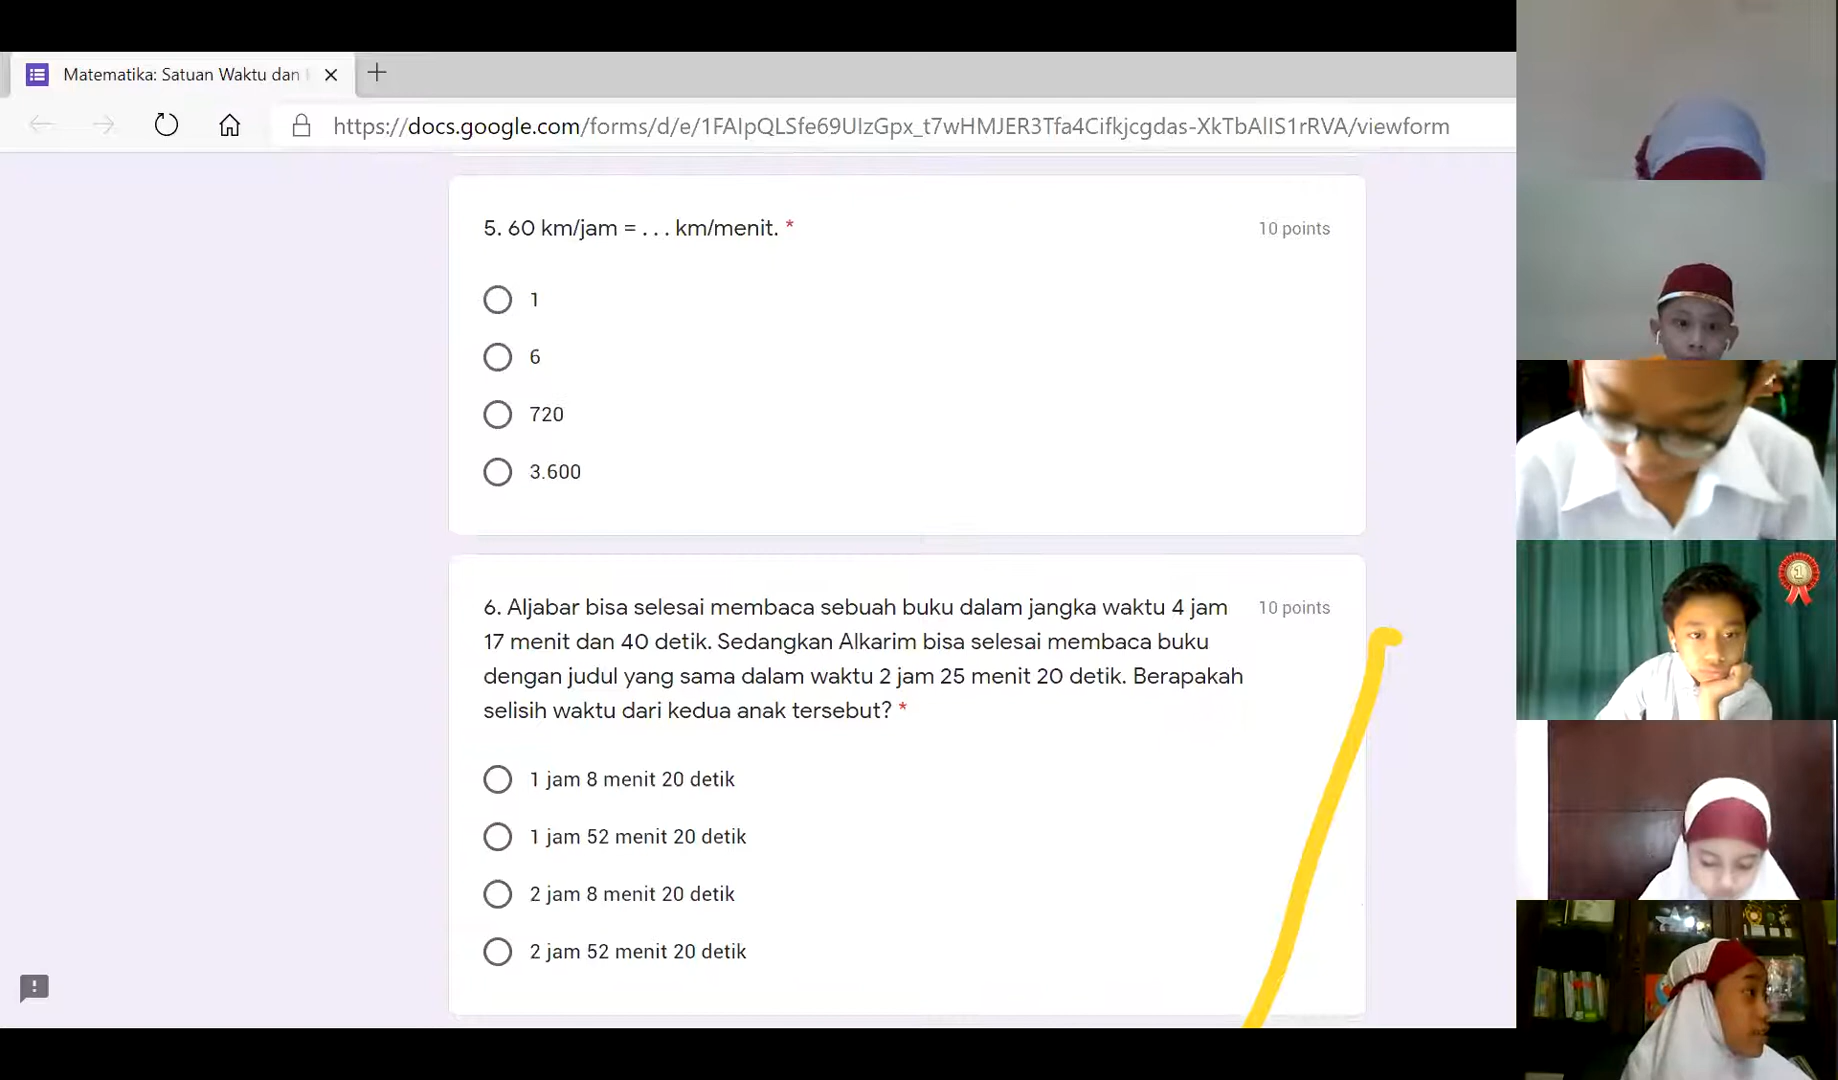 Matematika: Satuan Waktu dan
https://docs.google.com/forms/d/e/1FAIpQLSfe69UIzGpx_t7wHMJER3Tfa4Cifkjcgdas-XkTbAlIS1rRVA/viewform
5. 60 km/jam = . . . km/menit. *
10 points
1
6
720
3.600
6. Aljabar bisa selesai membaca sebuah buku dalam jangka waktu 4 jam
10 points
17 menit dan 40 detik. Sedangkan Alkarim bisa selesai membaca buku
dengan judul yang sama dalam waktu 2 jam 25 menit 20 detik. Berapakah
selisih waktu dari kedua anak tersebut? *
1 jam 8 menit 20 detik
1 jam 52 menit 20 detik
2 jam 8 menit 20 detik
2 jam 52 menit 20 detik
1